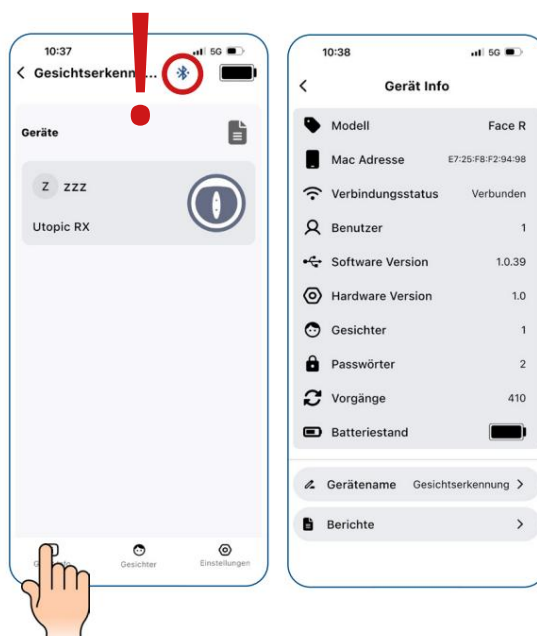 10:37
5G
Gesichtserkenn...
Geräte
Z zzz
Utopic RX
Gesichter
Einstellungen
10:38
5G
Gerät Info
Modell Face R
Mac Adresse E7:25:F8:F2:94:98
Verbindungsstatus Verbunden
Benutzer 1
Software Version 1.0.39
Hardware Version 1.0
Gesichter 1
Passwörter 2
Vorgänge 410
Batteriestand
Gerätename Gesichtserkennung >
Berichte >